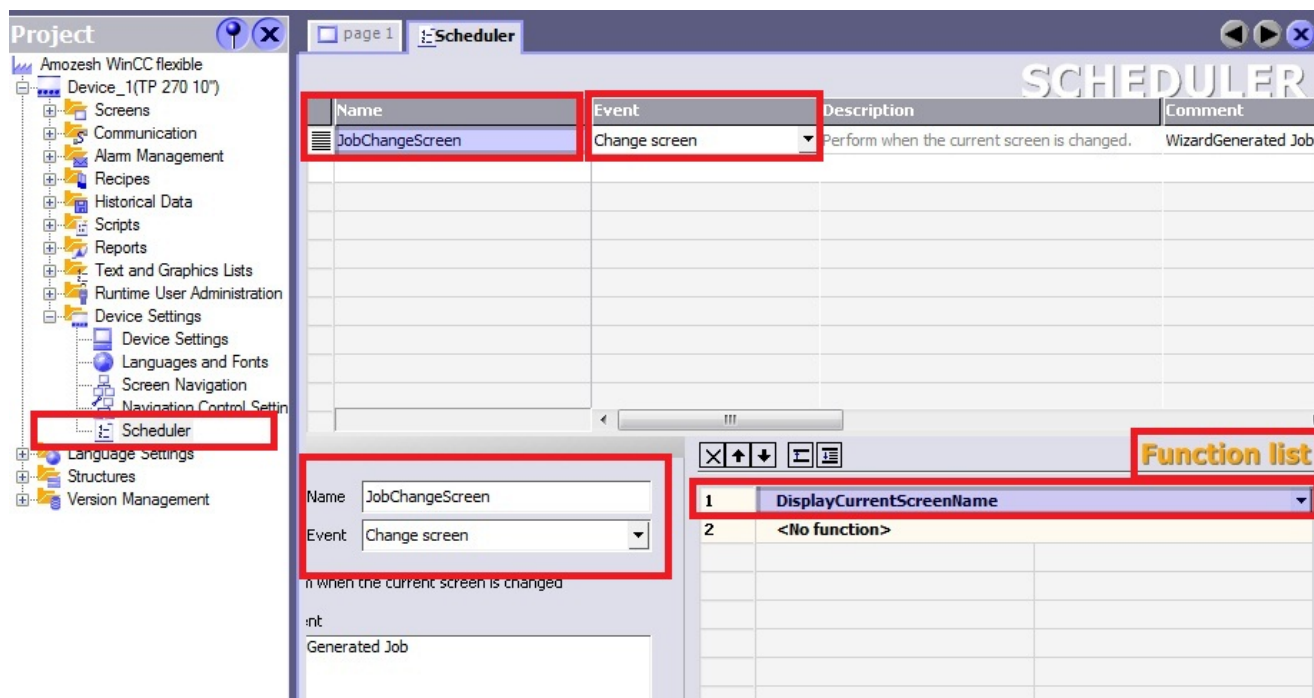 Project
Amozesh WinCC flexible
Device_1(TP 270 10")
Screens
Communication
Alarm Management
Recipes
Historical Data
Scripts
Reports
Text and Graphics Lists
Runtime User Administration
Device Settings
Device Settings
Languages and Fonts
Screen Navigation
Navigation Control Settin
Scheduler
Language Settings
Structures
Version Management
page 1
Scheduler
SCHEDULER
Name Event Description Comment
JobChangeScreen Change screen Perform when the current screen is changed. WizardGenerated Job
Name JobChangeScreen
Event Change screen
n when the current screen is changed
ent
Generated Job
Function list
1 DisplayCurrentScreenName
2 <No function>